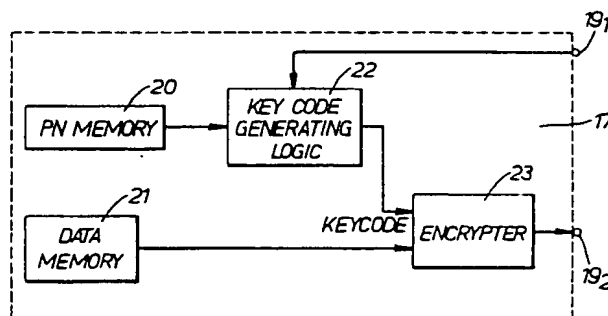 19₁
20
22
PN MEMORY
KEY CODE
GENERATING
LOGIC
17
21
23
DATA
MEMORY
KEYCODE
ENCRYPTER
19₂